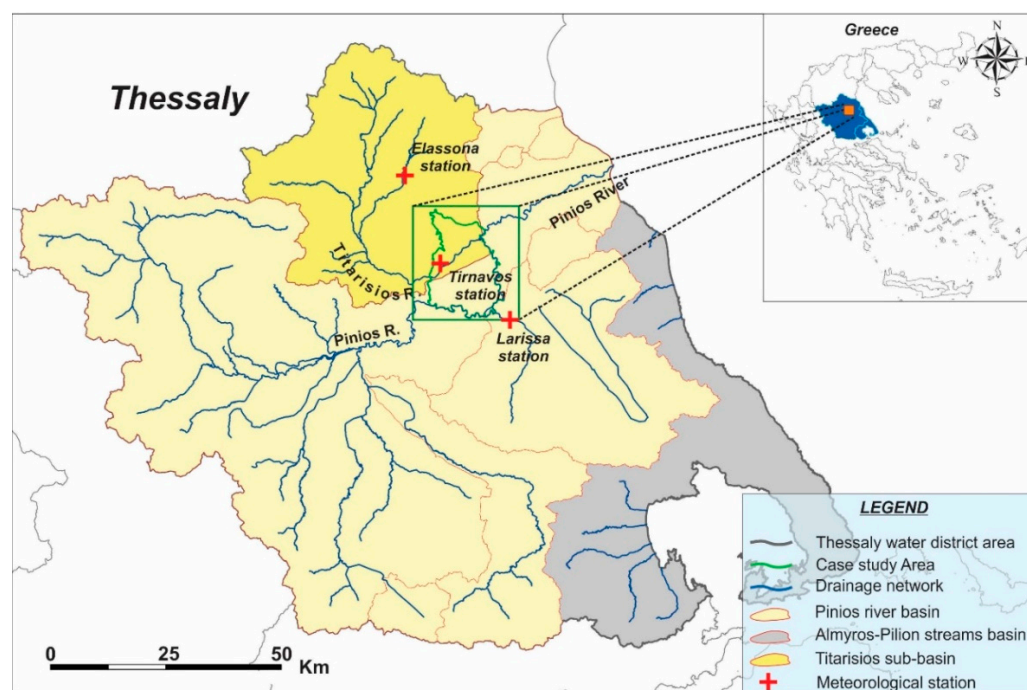 Thessaly
Greece
N
W
E
S
Elassona
station
Pinios River
Titarisios R.
Tirnavos
station
Pinios R.
Larissa
station
0
25
50
Km
LEGEND
Thessaly water district area
Case study Area
Drainage network
Pinios river basin
Almyros-Pilion streams basin
Titarisios sub-basin
Meteorological station